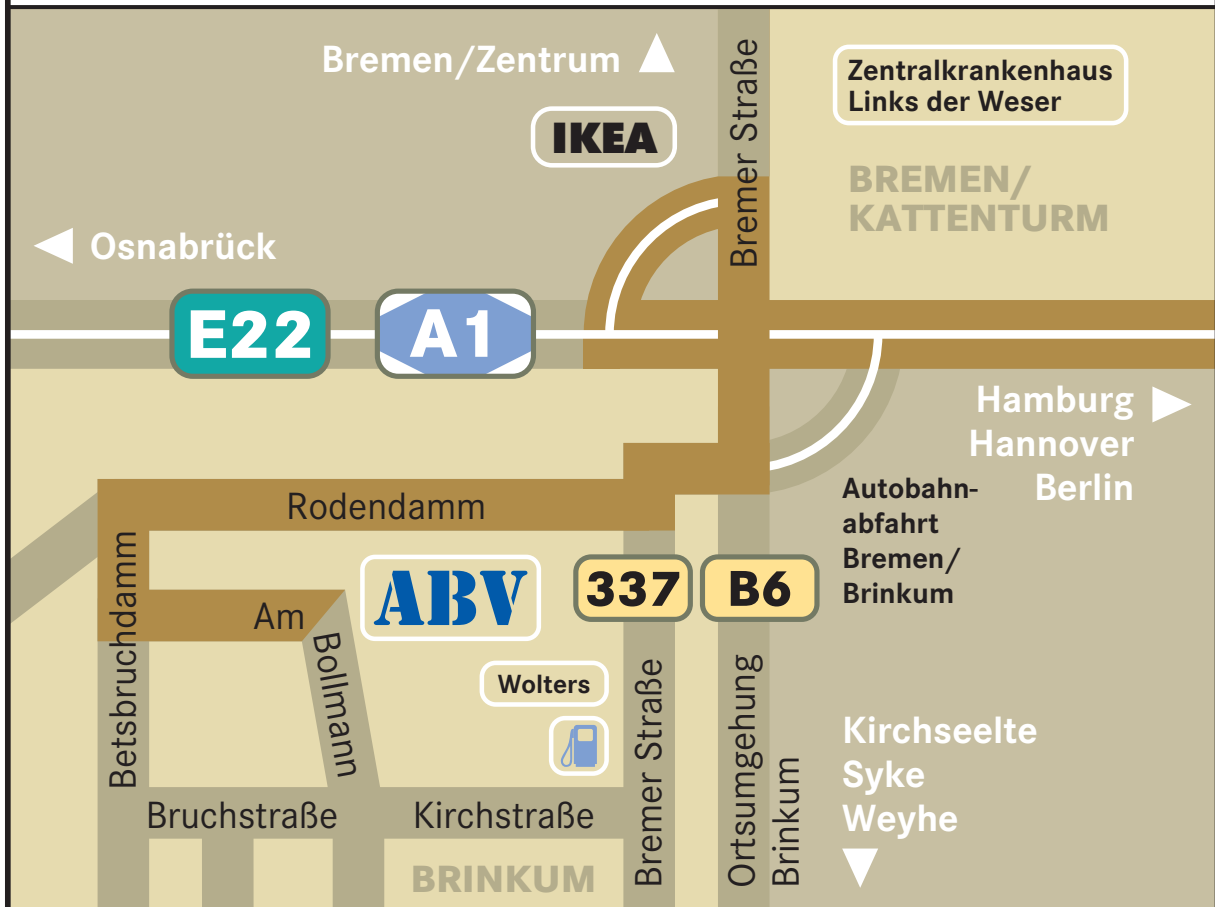 Bremen/Zentrum
Bremer Straße
Zentralkrankenhaus
Links der Weser
IKEA
BREMEN/
KATTENTURM
Osnabrück
E22
A1
Hamburg
Hannover
Berlin
Autobahn-
abfahrt
Bremen/
Brinkum
Rodendamm
Betsbruchdamm
ABV
337
B6
Am
Bollmann
Wolters
Bremer Straße
Ortsumgehung
Brinkum
Kirchseelte
Syke
Weyhe
Bruchstraße
Kirchstraße
BRINKUM